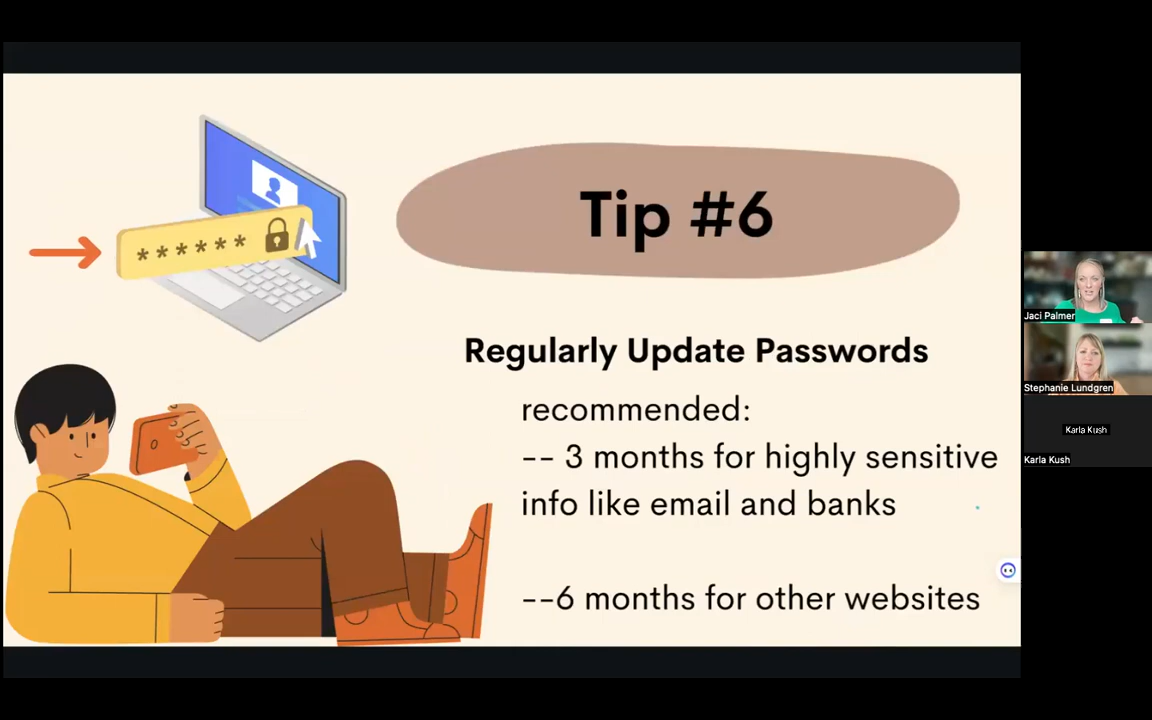 Tip #6
* * * * * *
Regularly Update Passwords
recommended:
-- 3 months for highly sensitive
info like email and banks
--6 months for other websites
Jaci Palmer
Stephanie Lundgren
Karla Kush
Karla Kush